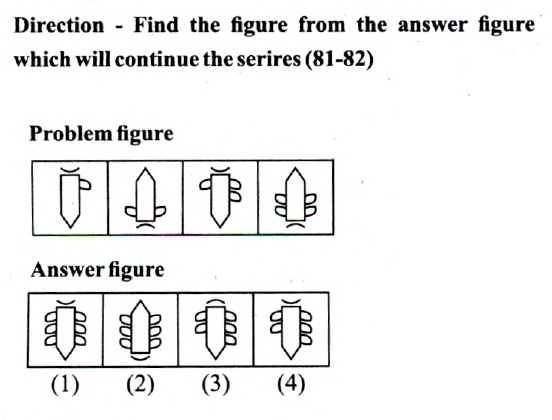 Direction - Find the figure from the answer figure
which will continue the serires (81-82)
Problem figure
Answer figure
(1) (2) (3) (4)